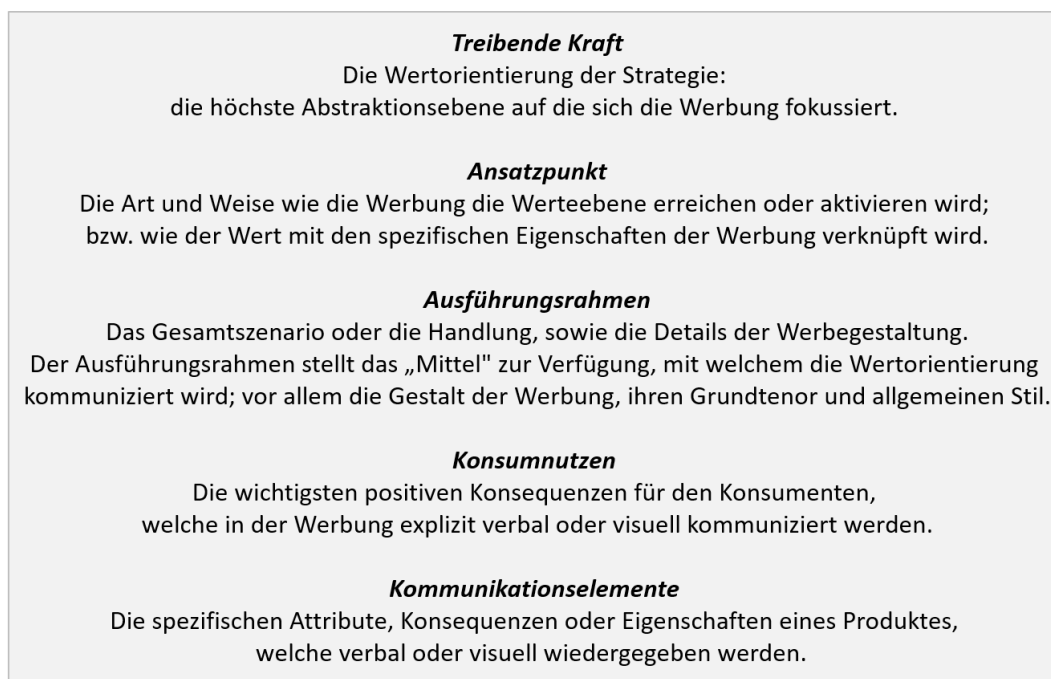 Treibende Kraft
Die Wertorientierung der Strategie:
die höchste Abstraktionsebene auf die sich die Werbung fokussiert.
Ansatzpunkt
Die Art und Weise wie die Werbung die Werteebene erreichen oder aktivieren wird;
bzw. wie der Wert mit den spezifischen Eigenschaften der Werbung verknüpft wird.
Ausführungsrahmen
Das Gesamtszenario oder die Handlung, sowie die Details der Werbegestaltung.
Der Ausführungsrahmen stellt das „Mittel" zur Verfügung, mit welchem die Wertorientierung
kommuniziert wird; vor allem die Gestalt der Werbung, ihren Grundtenor und allgemeinen Stil.
Konsumnutzen
Die wichtigsten positiven Konsequenzen für den Konsumenten,
welche in der Werbung explizit verbal oder visuell kommuniziert werden.
Kommunikationselemente
Die spezifischen Attribute, Konsequenzen oder Eigenschaften eines Produktes,
welche verbal oder visuell wiedergegeben werden.